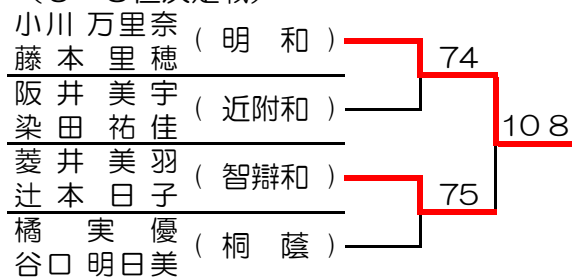 小川 万里奈
藤本 里穂
( 明 和 )
74
阪井 美宇
染田 祐佳
( 近附和 )
108
菱井 美羽
辻本 日子
( 智辯和 )
75
橘 実優
谷口 明日美
( 桐 蔭 )